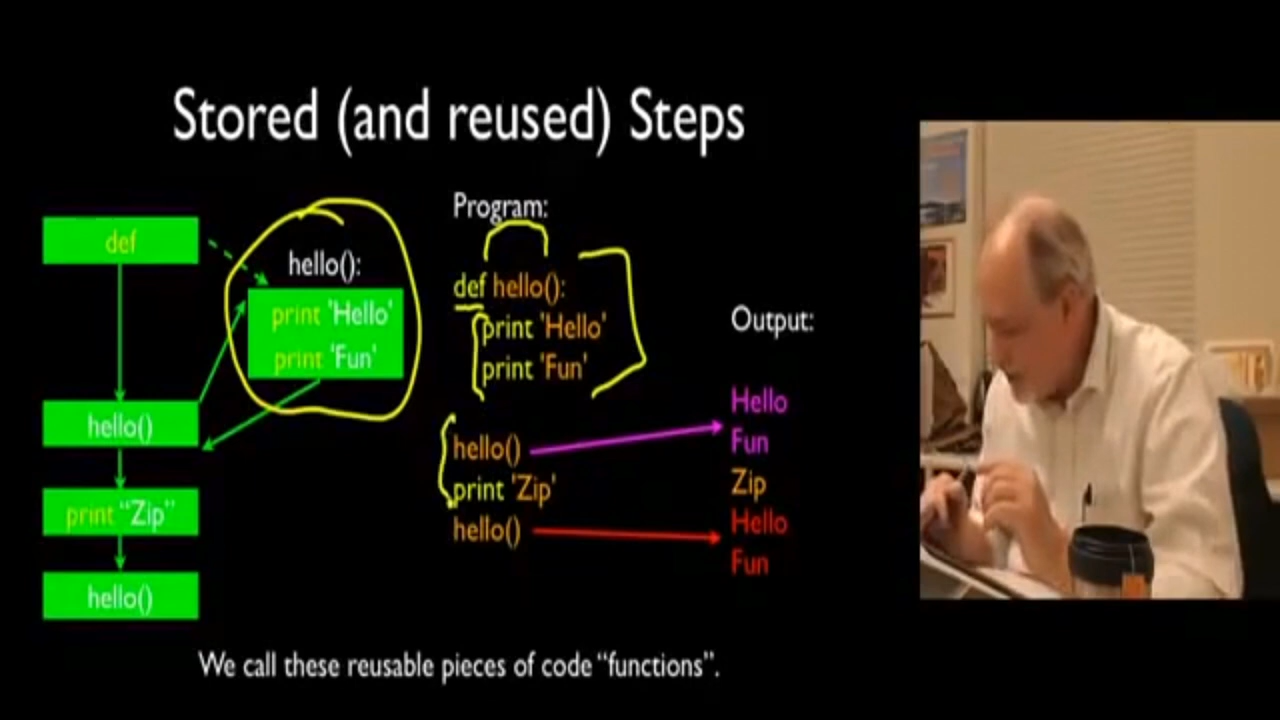 Stored (and reused) Steps
def
hello():
print 'Hello'
print 'Fun'
hello()
print “Zip”
hello()
Program:
def hello():
print 'Hello'
print 'Fun'
hello()
print 'Zip'
hello()
Output:
Hello
Fun
Zip
Hello
Fun
We call these reusable pieces of code “functions”.